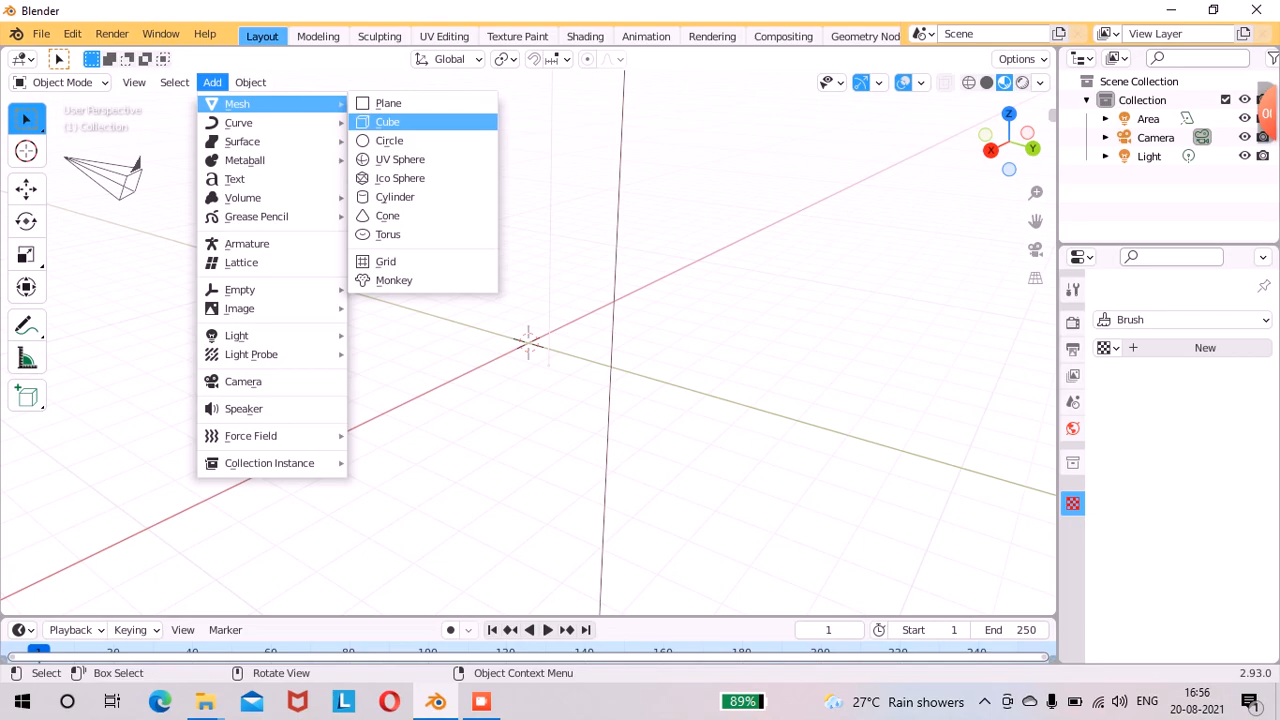 Blender
File Edit Render Window Help Layout Modeling Sculpting UV Editing Texture Paint Shading Animation Rendering Compositing Geometry Nod Scene View Layer
Global Options
Object Mode View Select Add Object
User Perspective
(1) Collection
Mesh
Curve
Surface
Metaball
Text
Volume
Grease Pencil
Armature
Lattice
Empty
Image
Light
Light Probe
Camera
Speaker
Force Field
Collection Instance
Plane
Cube
Circle
UV Sphere
Ico Sphere
Cylinder
Cone
Torus
Grid
Monkey
Z
X
Y
Scene Collection
Collection
Area
Camera
Light
Brush
New
Playback Keying View Marker 1 Start 1 End 250
1 20 60 80 100 120 140 160 180 200 220 240
Select Box Select Rotate View Object Context Menu 2.93.0
89% 27°C Rain showers ENG 16:56
20-08-2021
1